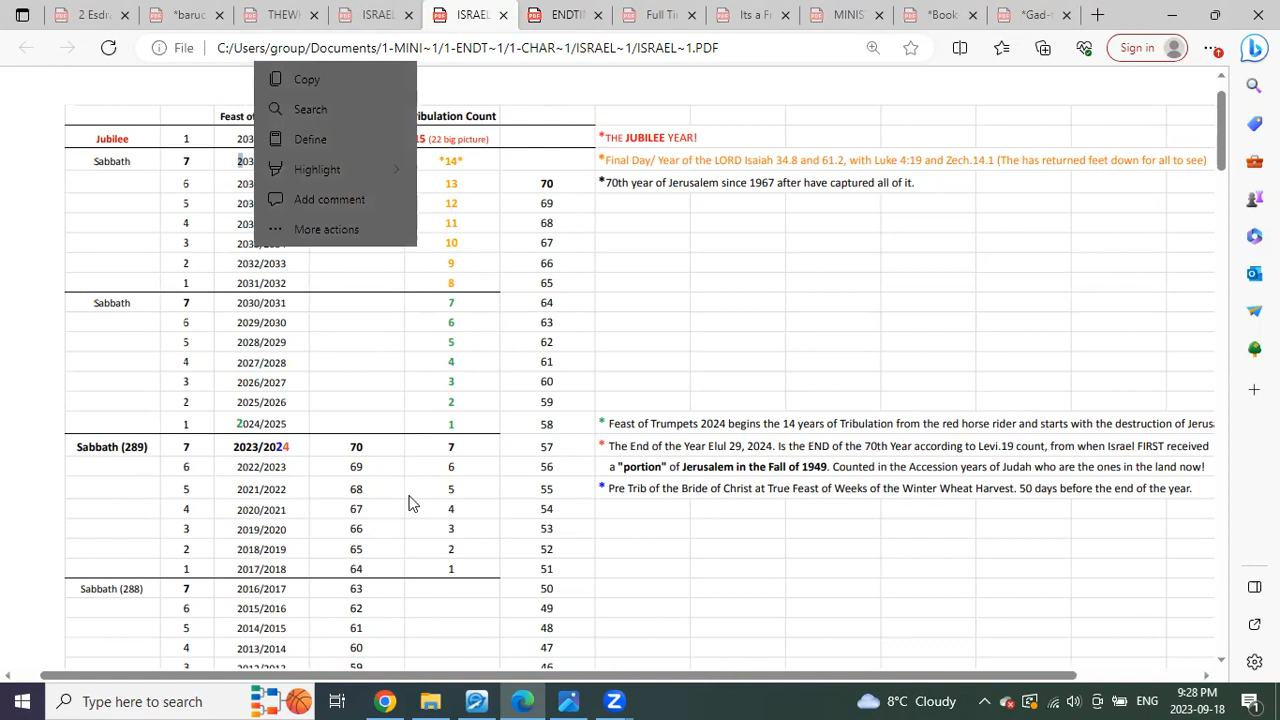 2 Esdra
*baruc
THEW
ISRAEL
ISRAEL
ENDTI
Full Tim
Its a F
MINIS
*Book
*Gad-t
File C:/Users/group/Documents/1-MINI~1/1-ENDT~1/1-CHAR~1/ISRAEL~1/ISRAEL~1.PDF Sign in
Copy
Search
Define
Highlight
Add comment
More actions
Feast of ribulation Count
Jubilee 1 203 15 (22 big picture) *THE JUBILEE YEAR!
Sabbath 7 203 *14* *Final Day/ Year of the LORD Isaiah 34.8 and 61.2, with Luke 4:19 and Zech.14.1 (The has returned feet down for all to see)
6 203 13 70 *70th year of Jerusalem since 1967 after have captured all of it.
5 203 12 69
4 203 11 68
3 10 67
2 2032/2033 9 66
1 2031/2032 8 65
Sabbath 7 2030/2031 7 64
6 2029/2030 6 63
5 2028/2029 5 62
4 2027/2028 4 61
3 2026/2027 3 60
2 2025/2026 2 59
1 2024/2025 1 58 * Feast of Trumpets 2024 begins the 14 years of Tribulation from the red horse rider and starts with the destruction of Jerusa
Sabbath (289) 7 2023/2024 70 7 57 * The End of the Year Elul 29, 2024. Is the END of the 70th Year according to Levi.19 count, from when Israel FIRST received
6 2022/2023 69 6 56 a "portion" of Jerusalem in the Fall of 1949. Counted in the Accession years of Judah who are the ones in the land now!
5 2021/2022 68 5 55 * Pre Trib of the Bride of Christ at True Feast of Weeks of the Winter Wheat Harvest. 50 days before the end of the year.
4 2020/2021 67 4 54
3 2019/2020 66 3 53
2 2018/2019 65 2 52
1 2017/2018 64 1 51
Sabbath (288) 7 2016/2017 63 50
6 2015/2016 62 49
5 2014/2015 61 48
4 2013/2014 60 47
3 2012/2013 59 46
Type here to search
8°C Cloudy
ENG
9:28 PM
2023-09-18
1